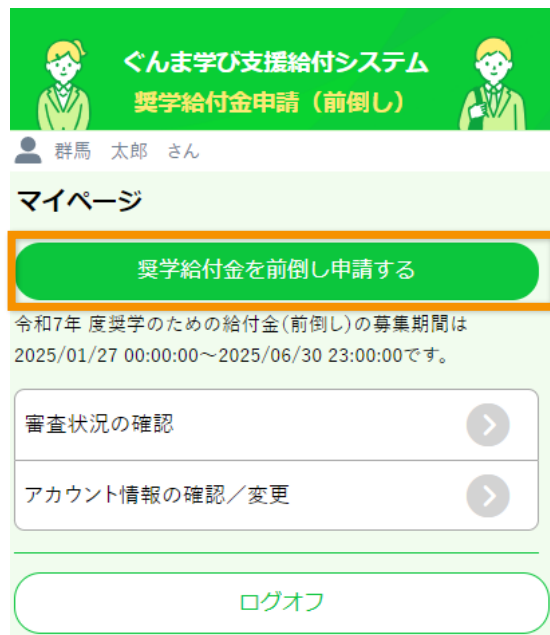 ぐんま学び支援給付システム
奨学給付金申請（前倒し）
群馬　太郎　さん
マイページ
奨学給付金を前倒し申請する
令和7年 度奨学のための給付金(前倒し)の募集期間は
2025/01/27 00:00:00～2025/06/30 23:00:00です。
審査状況の確認
アカウント情報の確認／変更
ログオフ